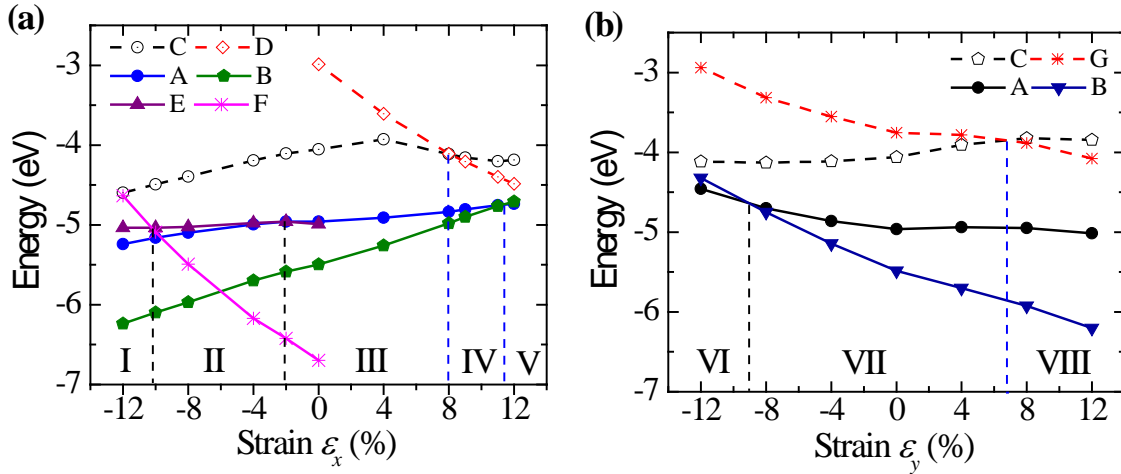 (a)
C D
A B
E F
-3
-4
-5
-6
-7
Energy (eV)
I II III IV V
-12 -8 -4 0 4 8 12
Strain εx (%)
(b)
C G
A B
-3
-4
-5
-6
-7
Energy (eV)
VI VII VIII
-12 -8 -4 0 4 8 12
Strain εy (%)